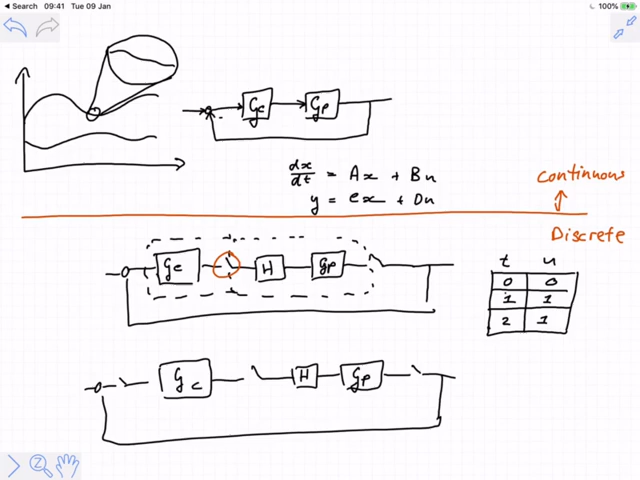 Search 09:41 Tue 09 Jan 100%
Gc Gp
dx/dt = Ax + Bu
y = Cx + Du
Continuous
Discrete
Gc H Gp
t u
0 0
1 1
2 1
Gc H Gp
Z